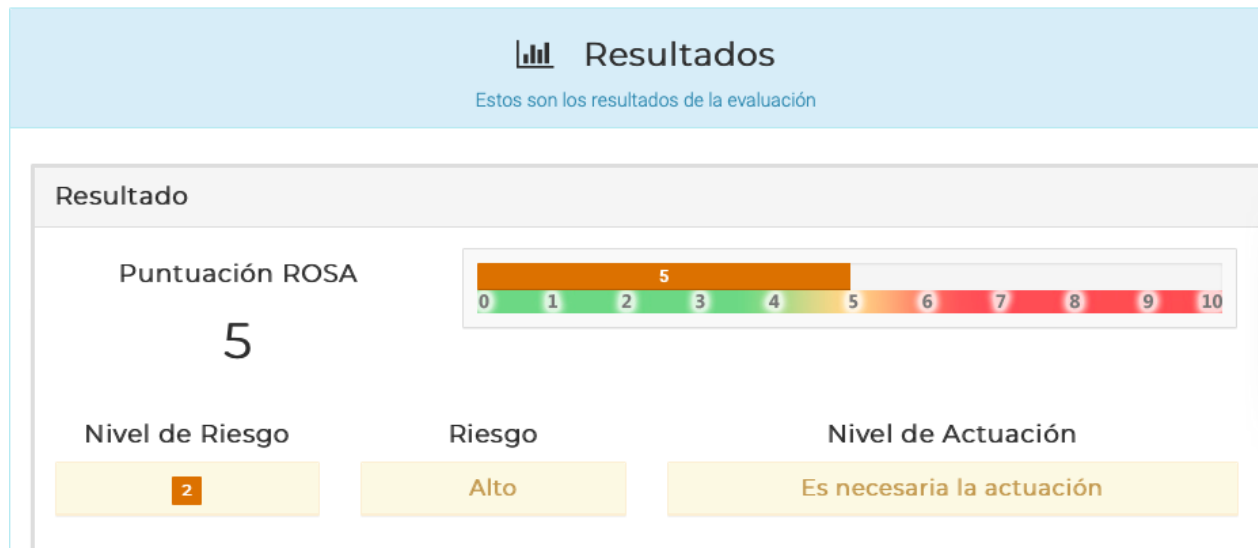 Resultados
Estos son los resultados de la evaluación
Resultado
Puntuación ROSA
5
5
0 1 2 3 4 5 6 7 8 9 10
Nivel de Riesgo Riesgo Nivel de Actuación
2 Alto Es necesaria la actuación